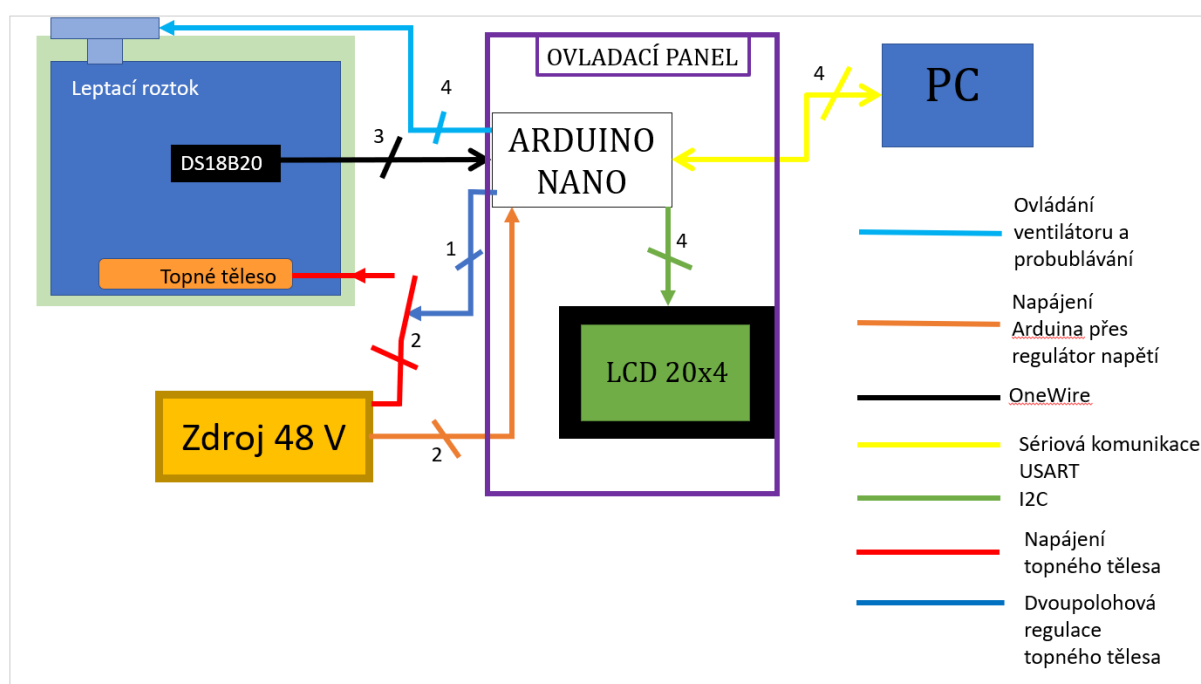 OVLADACÍ PANEL
Leptací roztok
4
4
PC
3
DS18B20
ARDUINO
NANO
1
4
Topné těleso
2
LCD 20x4
Zdroj 48 V
2
Ovládání
ventilátoru a
probublávání
Napájení
Arduina přes
regulátor napětí
OneWire
Sériová komunikace
USART
I2C
Napájení
topného tělesa
Dvoupolohová
regulace
topného tělesa